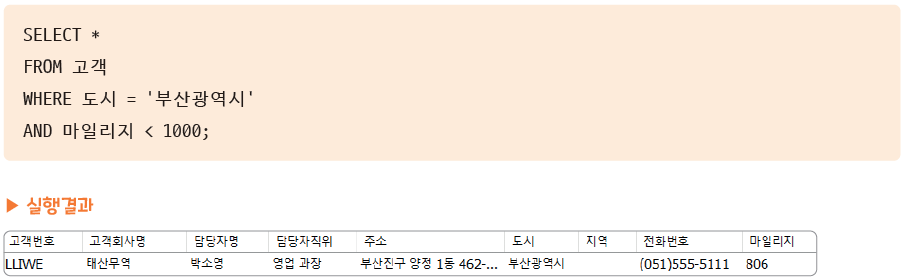 SELECT *
FROM 고객
WHERE 도시 = '부산광역시'
AND 마일리지 < 1000;
▶ 실행결과
고객번호 고객회사명 담당자명 담당자직위 주소 도시 지역 전화번호 마일리지
LLIWE 태산무역 박소영 영업 과장 부산진구 양정 1동 462-... 부산광역시 (051)555-5111 806